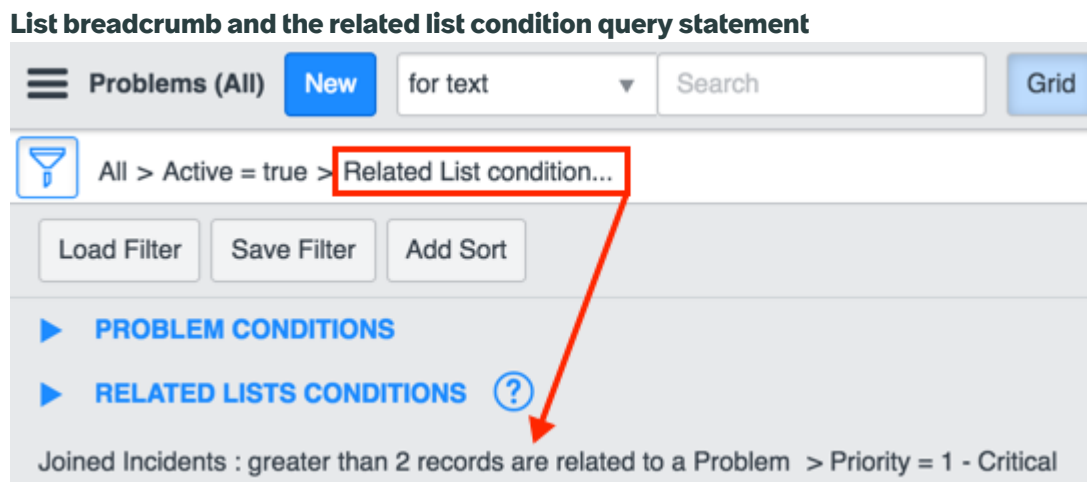 List breadcrumb and the related list condition query statement
Problems (All) New for text Search Grid
All > Active = true > Related List condition...
Load Filter Save Filter Add Sort
PROBLEM CONDITIONS
RELATED LISTS CONDITIONS ?
Joined Incidents : greater than 2 records are related to a Problem > Priority = 1 - Critical